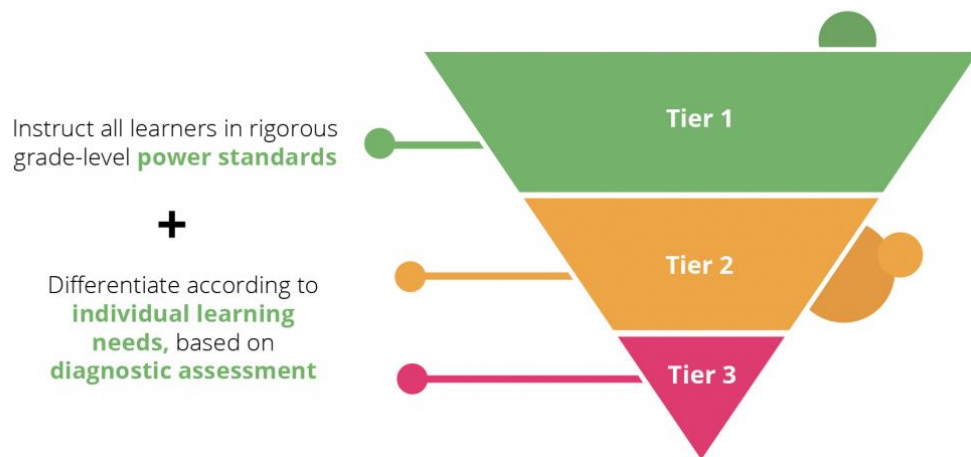 Instruct all learners in rigorous
grade-level power standards
+
Differentiate according to
individual learning
needs, based on
diagnostic assessment
Tier 1
Tier 2
Tier 3